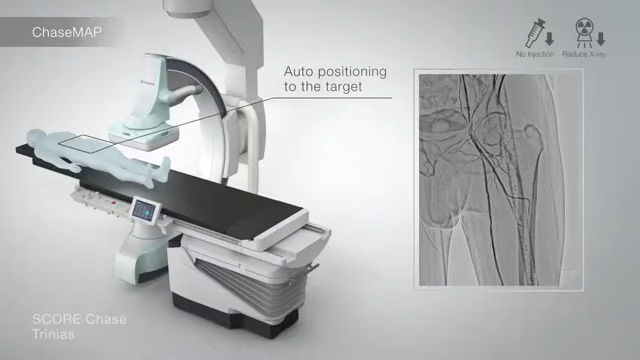 ChaseMAP
No Injection
Reduce X-ray
Auto positioning
to the target
SCORE Chase
Trinias